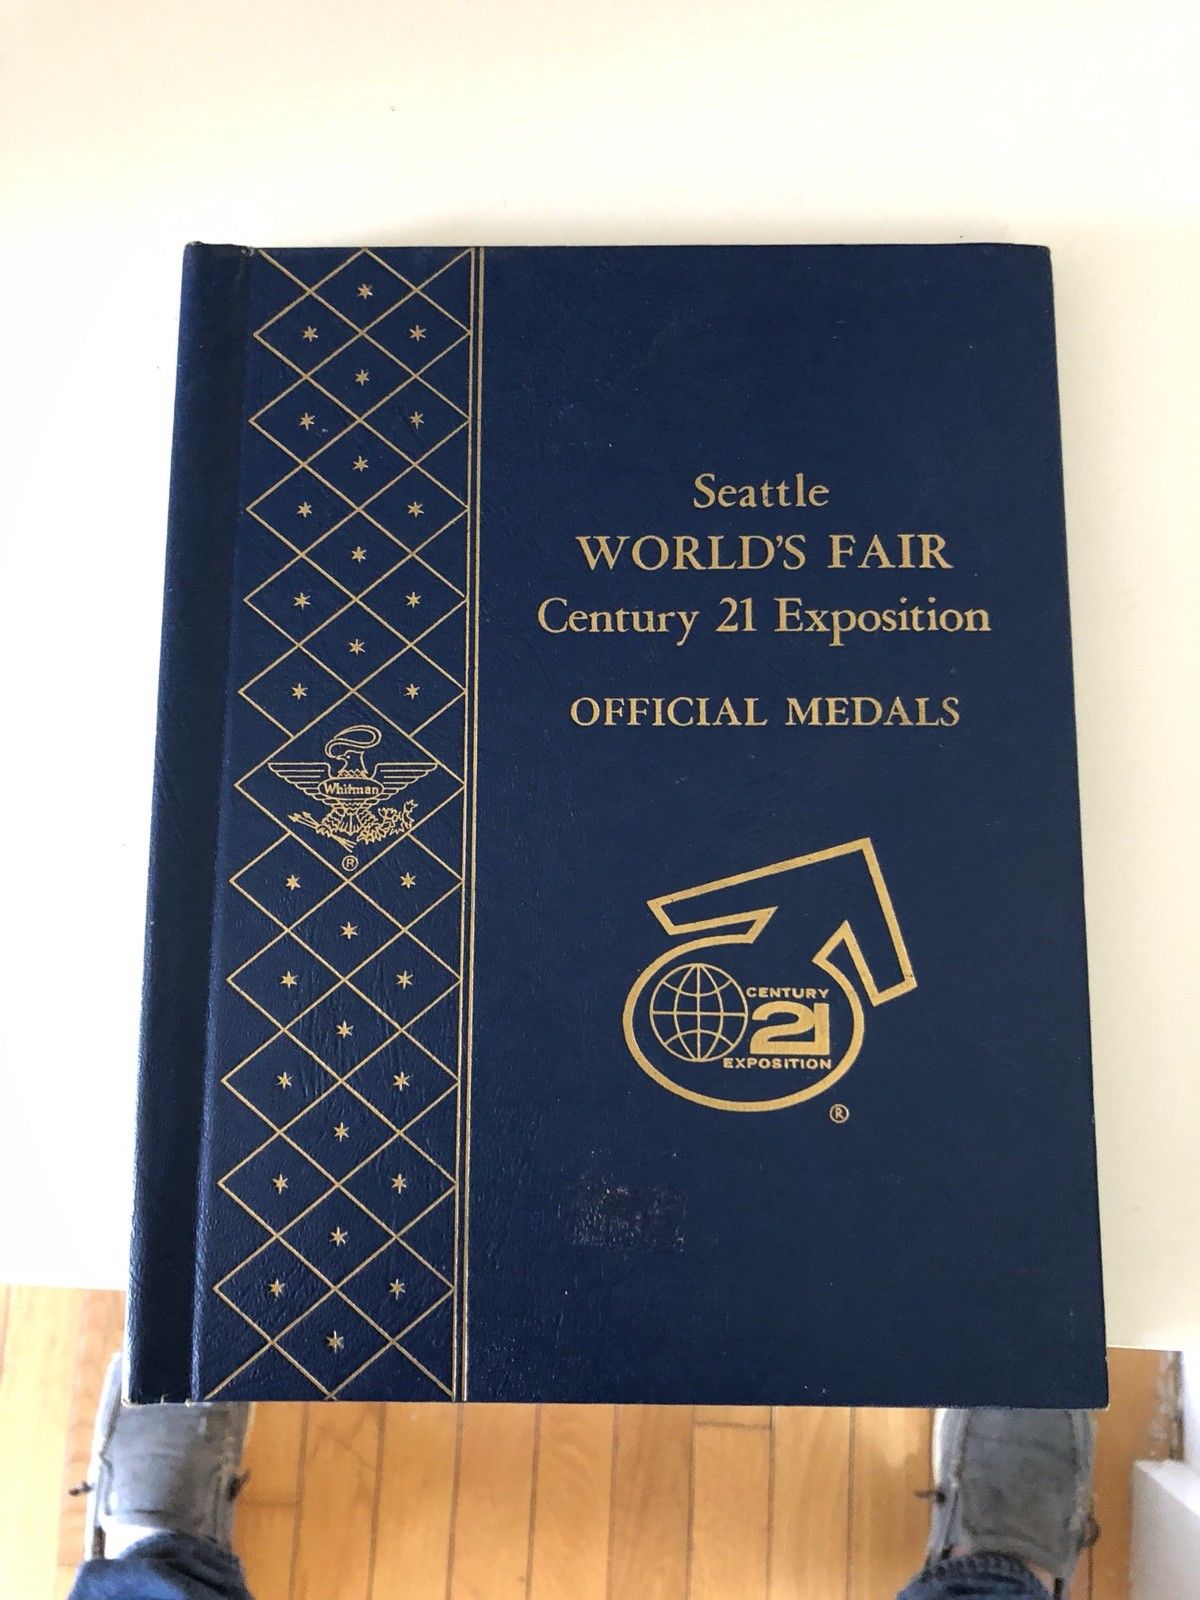 Seattle
WORLD'S FAIR
Century 21 Exposition
OFFICIAL MEDALS
Whitman
®
CENTURY
21
EXPOSITION
®